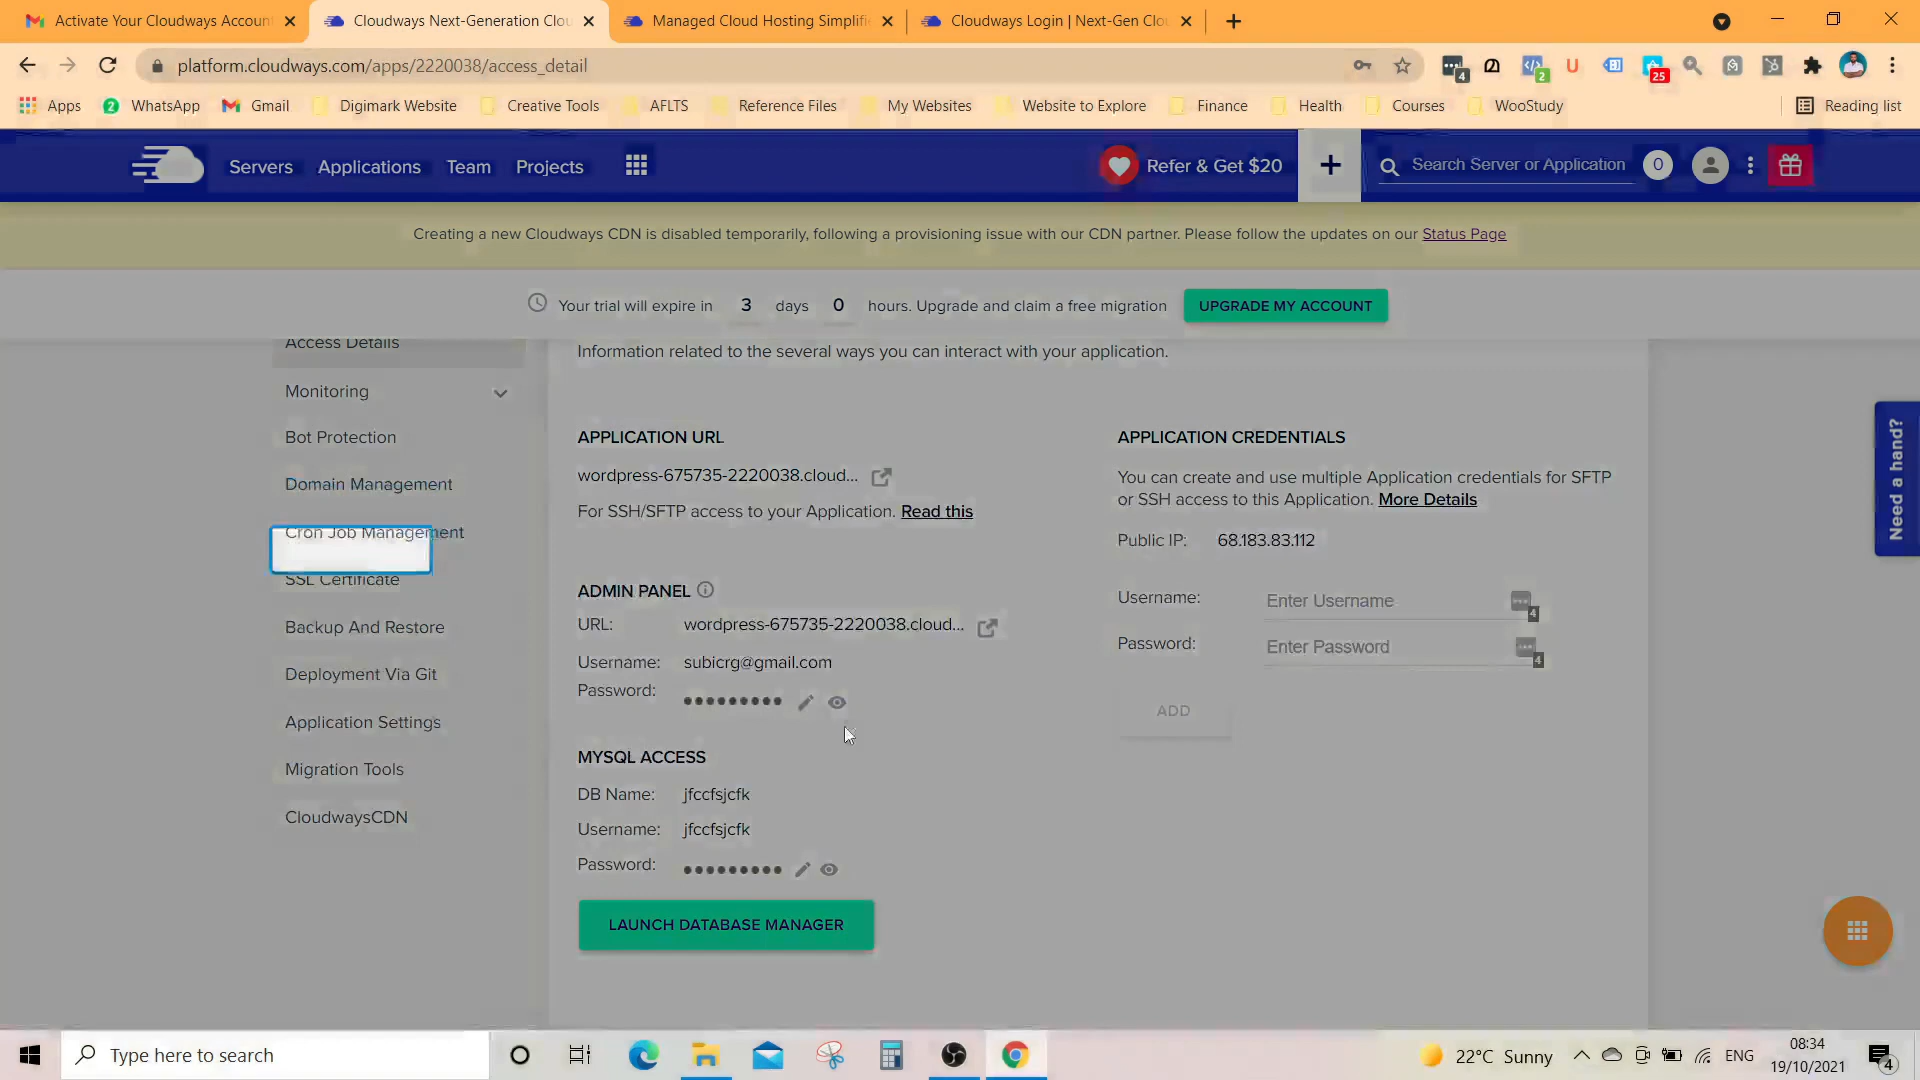 Activate Your Cloudways Account
Cloudways Next-Generation Clou
Managed Cloud Hosting Simplifi
Cloudways Login | Next-Gen Clou
platform.cloudways.com/apps/2220038/access_detail
4
2
25
Apps
WhatsApp
Gmail
Digimark Website
Creative Tools
AFLTS
Reference Files
My Websites
Website to Explore
Finance
Health
Courses
WooStudy
Reading list
Servers
Applications
Team
Projects
Refer & Get $20
+
Search Server or Application
0
Creating a new Cloudways CDN is disabled temporarily, following a provisioning issue with our CDN partner. Please follow the updates on our Status Page
Your trial will expire in 3 days 0 hours. Upgrade and claim a free migration
UPGRADE MY ACCOUNT
Access Details
Monitoring
Bot Protection
Domain Management
Cron Job Management
SSL Certificate
Backup And Restore
Deployment Via Git
Application Settings
Migration Tools
CloudwaysCDN
Information related to the several ways you can interact with your application.
APPLICATION URL
wordpress-675735-2220038.cloud...
For SSH/SFTP access to your Application. Read this
ADMIN PANEL
URL: wordpress-675735-2220038.cloud...
Username: subicrg@gmail.com
Password: •••••••••
MYSQL ACCESS
DB Name: jfccfsjcfk
Username: jfccfsjcfk
Password: •••••••••
LAUNCH DATABASE MANAGER
APPLICATION CREDENTIALS
You can create and use multiple Application credentials for SFTP
or SSH access to this Application. More Details
Public IP: 68.183.83.112
Username: Enter Username
4
Password: Enter Password
4
ADD
Need a hand?
Type here to search
22°C Sunny
ENG
08:34
19/10/2021
4